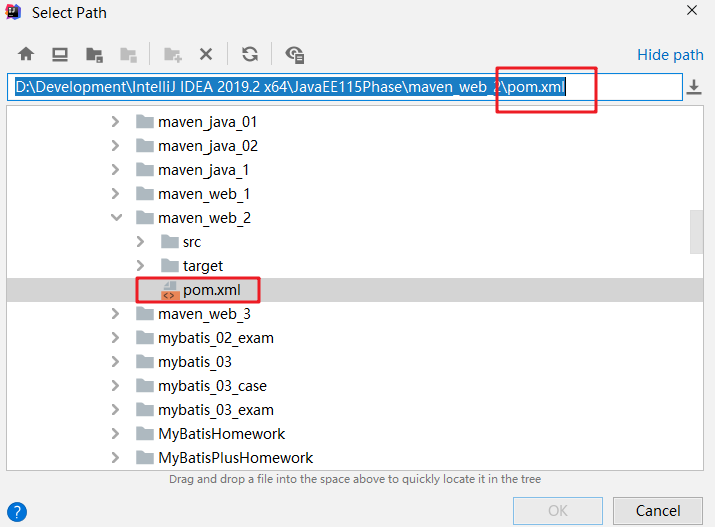 Select Path
Hide path
D:\Development\IntelliJ IDEA 2019.2 x64\JavaEE115Phase\maven_web_2\pom.xml
maven_java_01
maven_java_02
maven_java_1
maven_web_1
maven_web_2
src
target
pom.xml
maven_web_3
mybatis_02_exam
mybatis_03
mybatis_03_case
mybatis_03_exam
MyBatisHomework
MyBatisPlusHomework
Drag and drop a file into the space above to quickly locate it in the tree
? OK Cancel